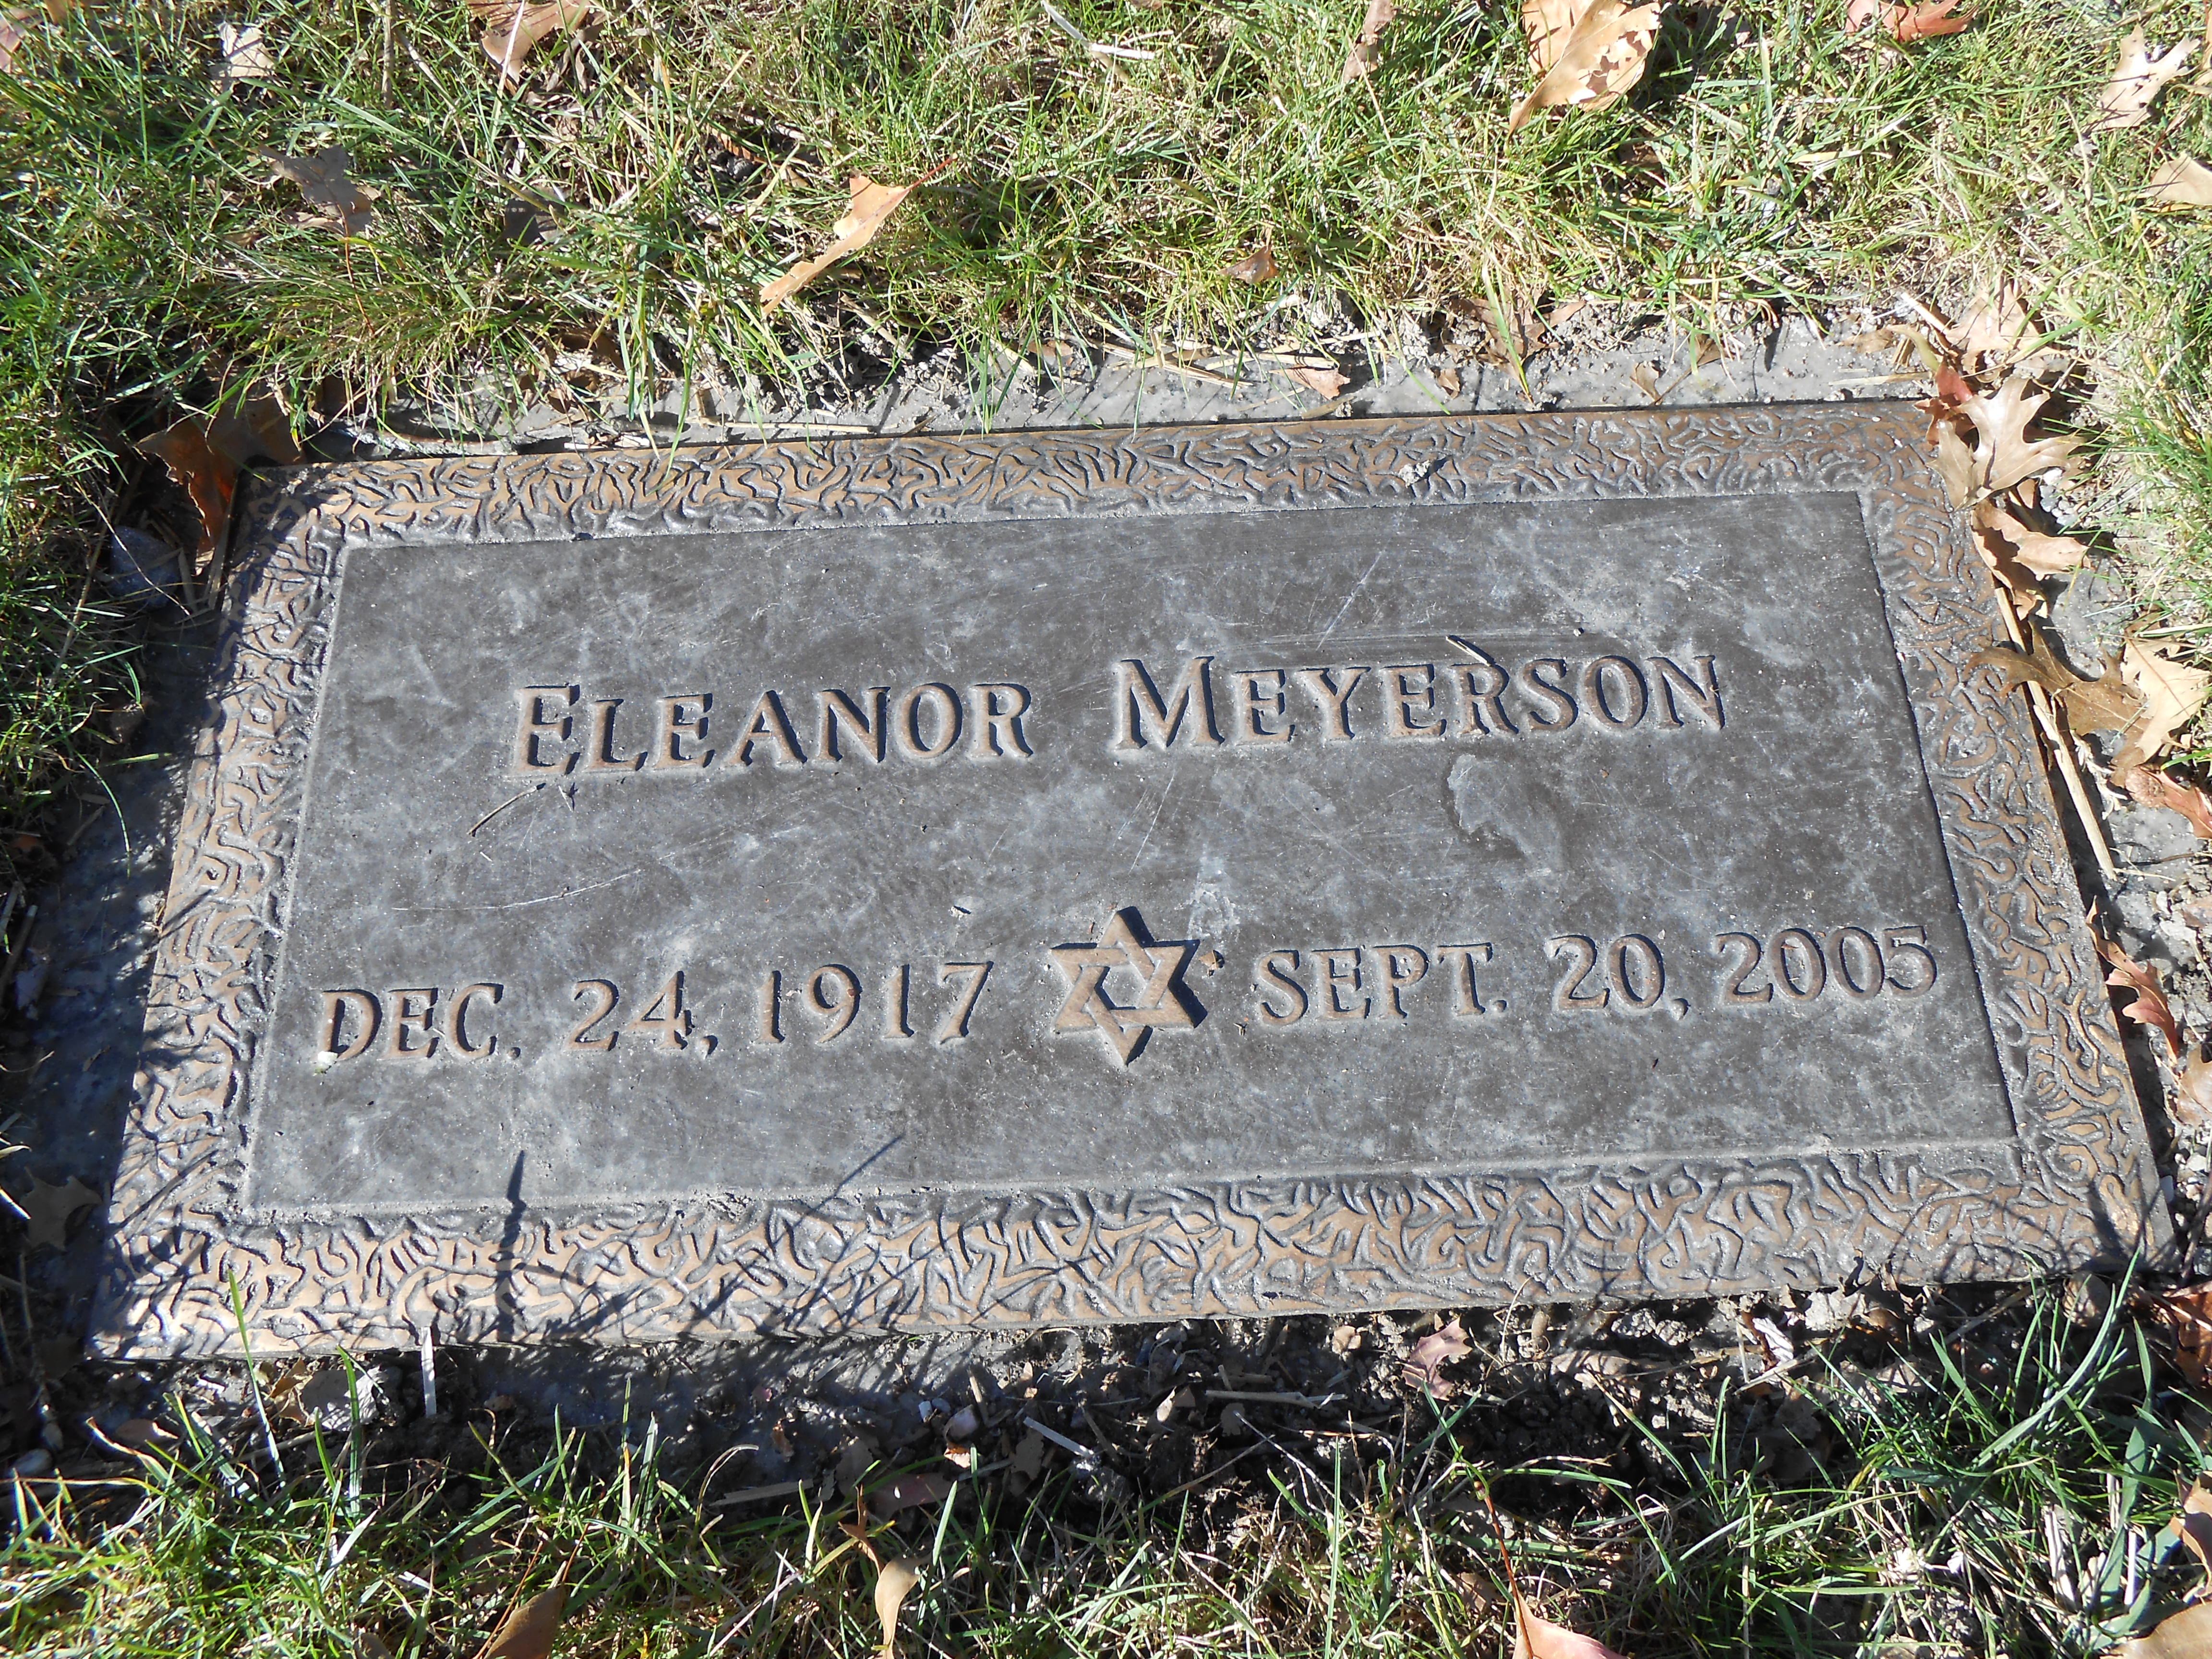 ELEANOR MEYERSON
DEC. 24, 1917 SEPT. 20, 2005